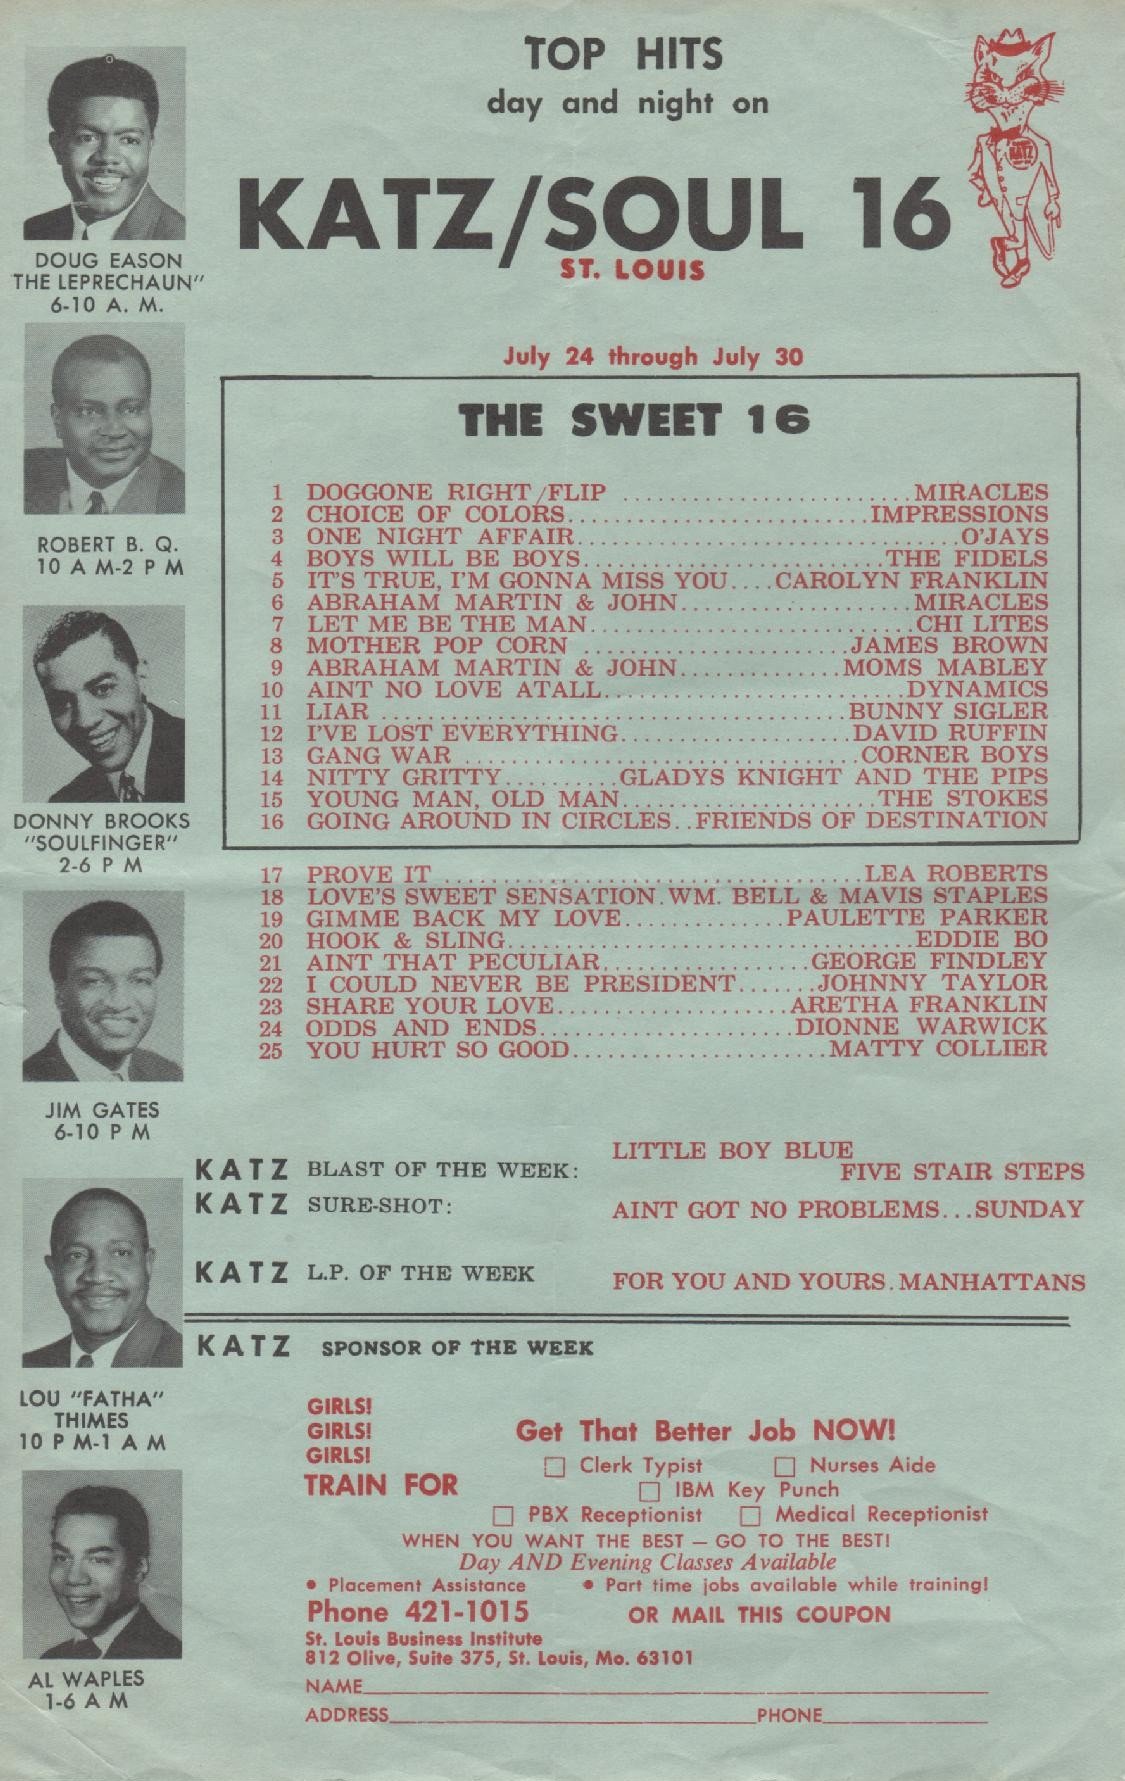 TOP HITS
day and night on
KATZ/SOUL 16
ST. LOUIS
KATZ
DOUG EASON
THE LEPRECHAUN"
6-10 A. M.
ROBERT B. Q.
10 A M-2 P M
DONNY BROOKS
"SOULFINGER"
2-6 P M
JIM GATES
6-10 P M
LOU "FATHA"
THIMES
10 P M-1 A M
AL WAPLES
1-6 A M
July 24 through July 30
THE SWEET 16
1 DOGGONE RIGHT/FLIP ........................MIRACLES
2 CHOICE OF COLORS.........................IMPRESSIONS
3 ONE NIGHT AFFAIR................................O'JAYS
4 BOYS WILL BE BOYS.........................THE FIDELS
5 IT'S TRUE, I'M GONNA MISS YOU....CAROLYN FRANKLIN
6 ABRAHAM MARTIN & JOHN....................MIRACLES
7 LET ME BE THE MAN............................CHI LITES
8 MOTHER POP CORN .......................JAMES BROWN
9 ABRAHAM MARTIN & JOHN..............MOMS MABLEY
10 AINT NO LOVE ATALL..........................DYNAMICS
11 LIAR .......................................BUNNY SIGLER
12 I'VE LOST EVERYTHING....................DAVID RUFFIN
13 GANG WAR .................................CORNER BOYS
14 NITTY GRITTY..........GLADYS KNIGHT AND THE PIPS
15 YOUNG MAN, OLD MAN......................THE STOKES
16 GOING AROUND IN CIRCLES..FRIENDS OF DESTINATION
17 PROVE IT ....................................LEA ROBERTS
18 LOVE'S SWEET SENSATION.WM. BELL & MAVIS STAPLES
19 GIMME BACK MY LOVE..............PAULETTE PARKER
20 HOOK & SLING...................................EDDIE BO
21 AINT THAT PECULIAR..................GEORGE FINDLEY
22 I COULD NEVER BE PRESIDENT.......JOHNNY TAYLOR
23 SHARE YOUR LOVE....................ARETHA FRANKLIN
24 ODDS AND ENDS......................DIONNE WARWICK
25 YOU HURT SO GOOD......................MATTY COLLIER
KATZ BLAST OF THE WEEK: LITTLE BOY BLUE
FIVE STAIR STEPS
KATZ SURE-SHOT: AINT GOT NO PROBLEMS...SUNDAY
KATZ L.P. OF THE WEEK FOR YOU AND YOURS.MANHATTANS
KATZ SPONSOR OF THE WEEK
GIRLS!
GIRLS!
GIRLS!
TRAIN FOR
Get That Better Job NOW!
☐ Clerk Typist ☐ Nurses Aide
☐ IBM Key Punch
☐ PBX Receptionist ☐ Medical Receptionist
WHEN YOU WANT THE BEST — GO TO THE BEST!
Day AND Evening Classes Available
• Placement Assistance • Part time jobs available while training!
Phone 421-1015 OR MAIL THIS COUPON
St. Louis Business Institute
812 Olive, Suite 375, St. Louis, Mo. 63101
NAME
ADDRESS PHONE